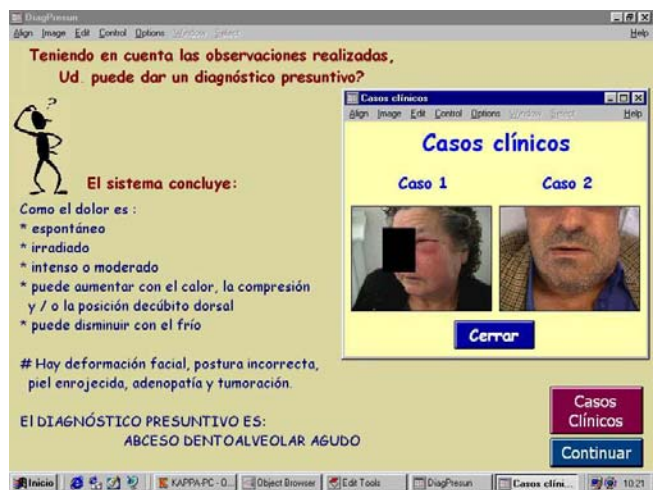 DiagPresun
Align Image Edit Control Options Window Select Help
Teniendo en cuenta las observaciones realizadas,
Ud. puede dar un diagnóstico presuntivo?
?
El sistema concluye:
Como el dolor es :
* espontáneo
* irradiado
* intenso o moderado
* puede aumentar con el calor, la compresión
y / o la posición decúbito dorsal
* puede disminuir con el frío
# Hay deformación facial, postura incorrecta,
piel enrojecida, adenopatía y tumoración.
El DIAGNÓSTICO PRESUNTIVO ES:
ABCESO DENTOALVEOLAR AGUDO
Casos clínicos
Align Image Edit Control Options Window Select Help
Casos clínicos
Caso 1 Caso 2
Cerrar
Casos
Clínicos
Continuar
Inicio KAPPA-PC - O... Object Browser Edit Tools DiagPresun Casos clíni... 10:21